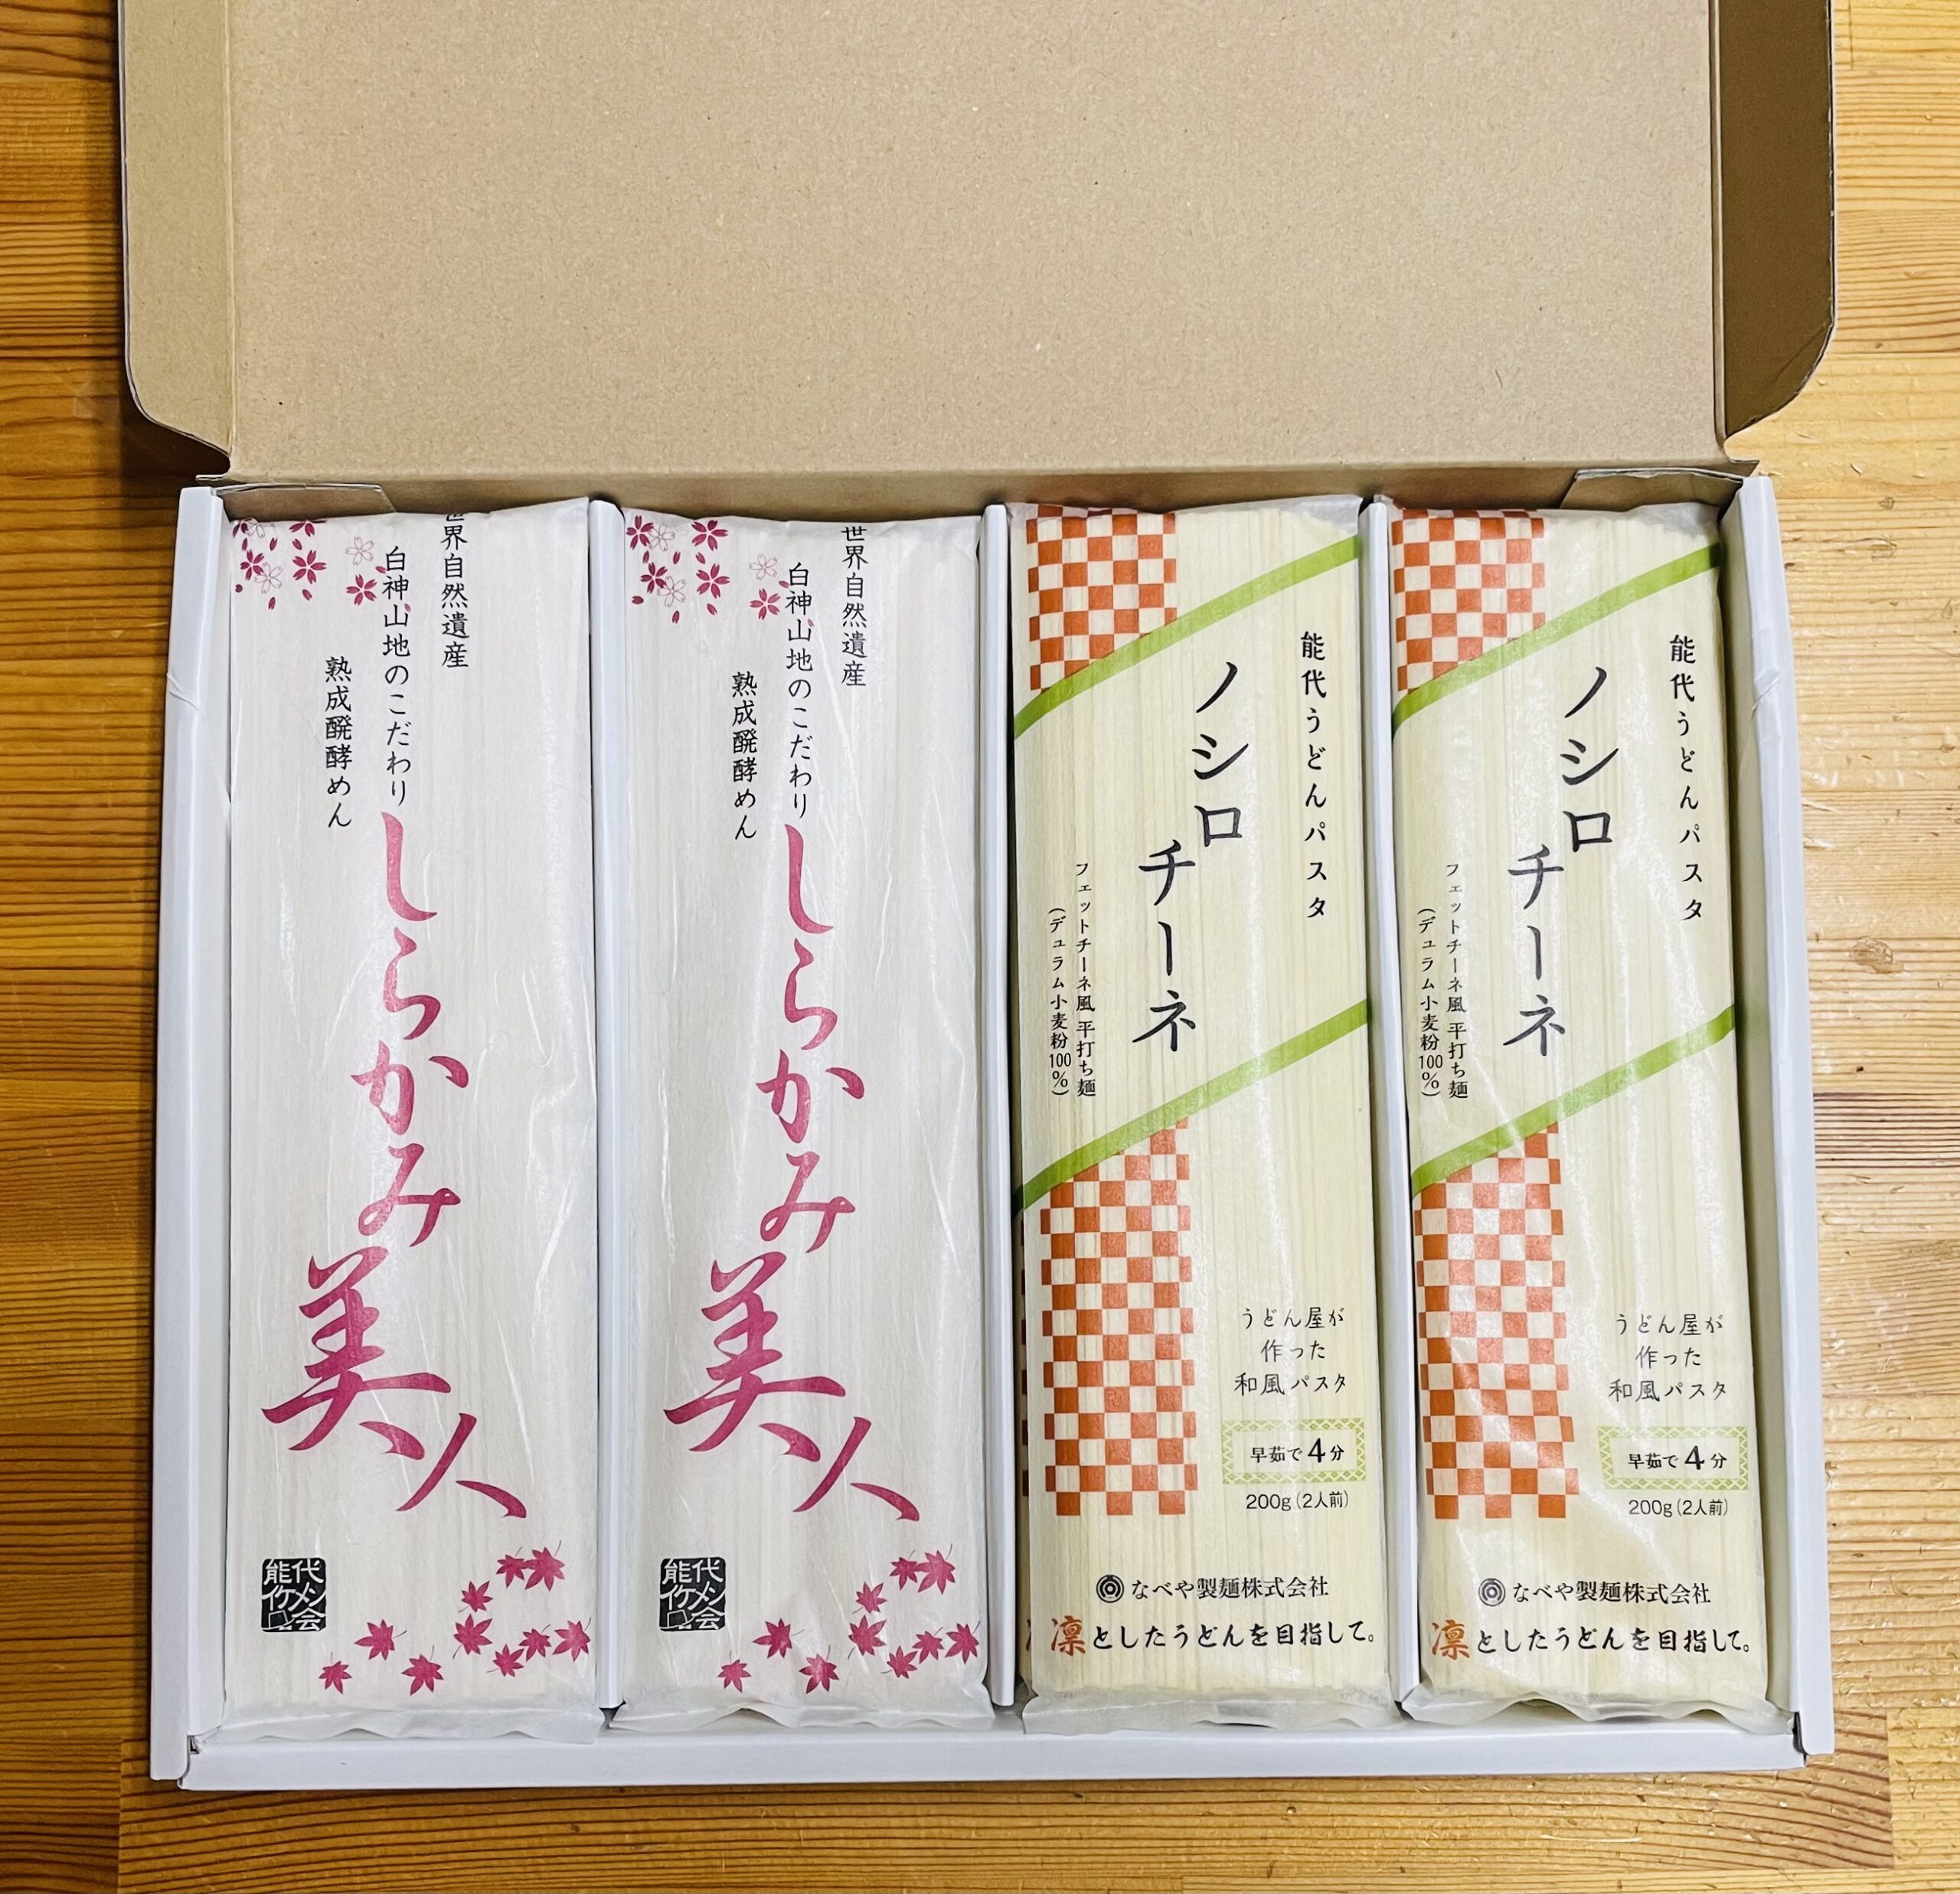 世界自然遺産
白神山地のこだわり
熟成醗酵めん
しらかみ美人
世界自然遺産
白神山地のこだわり
熟成醗酵めん
しらかみ美人
能代うどんパスタ
ノシロチーネ
フェットチーネ風 平打ち麺
(デュラム小麦粉100%)
うどん屋が
作った
和風パスタ
早茹で4分
200g(2人前)
なべや製麺株式会社
凛としたうどんを目指して。
能代うどんパスタ
ノシロチーネ
フェットチーネ風 平打ち麺
(デュラム小麦粉100%)
うどん屋が
作った
和風パスタ
早茹で4分
200g(2人前)
なべや製麺株式会社
凛としたうどんを目指して。